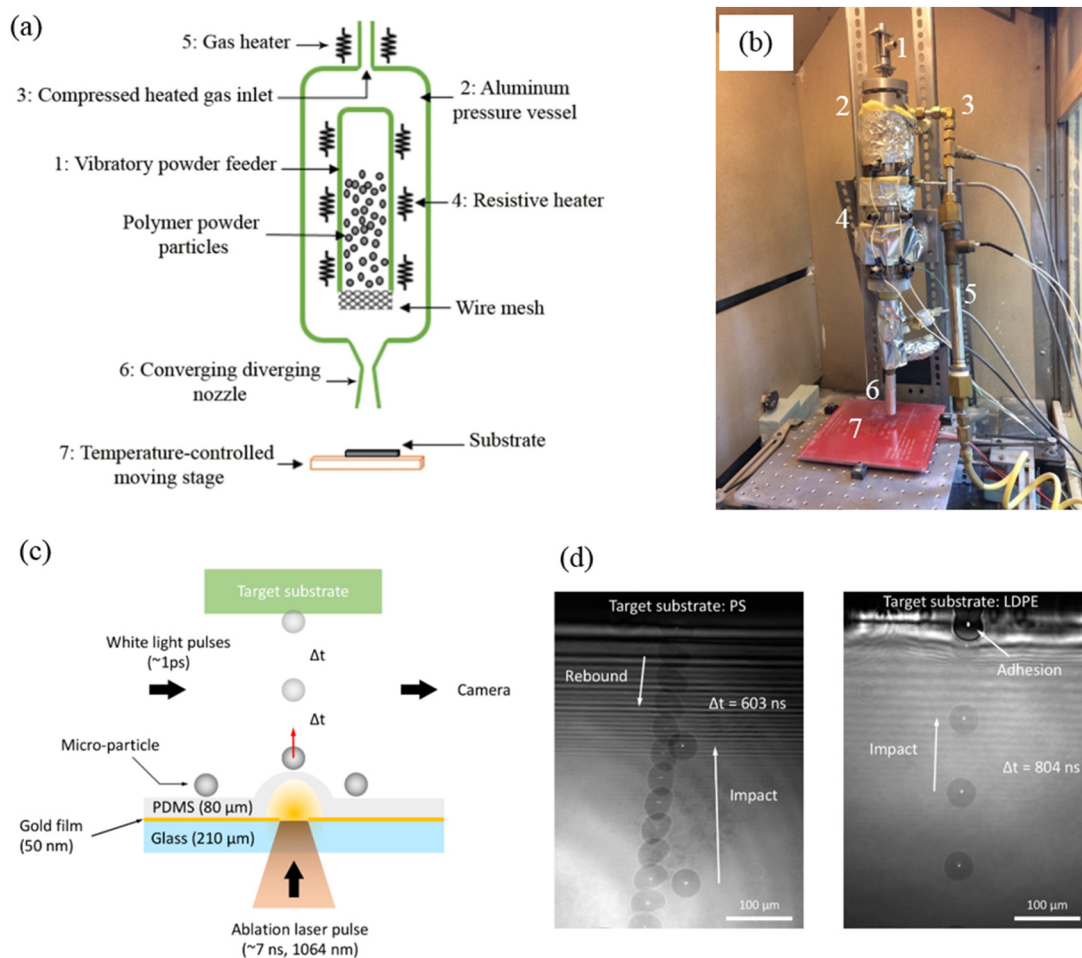 (a)
5: Gas heater
3: Compressed heated gas inlet
2: Aluminum
pressure vessel
1: Vibratory powder feeder
4: Resistive heater
Polymer powder
particles
Wire mesh
6: Converging diverging
nozzle
Substrate
7: Temperature-controlled
moving stage
(b)
1
2
3
4
5
6
7
(c)
Target substrate
White light pulses
(~1ps)
Δt
Camera
Δt
Micro-particle
PDMS (80 μm)
Gold film
(50 nm)
Glass (210 μm)
Ablation laser pulse
(~7 ns, 1064 nm)
(d)
Target substrate: PS
Rebound
Δt = 603 ns
Impact
100 μm
Target substrate: LDPE
Adhesion
Impact
Δt = 804 ns
100 μm